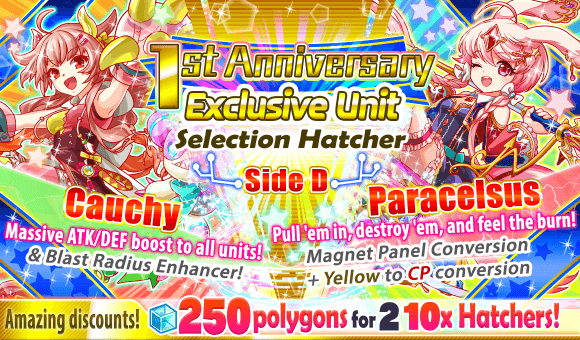 1st Anniversary
Exclusive Unit
Selection Hatcher
Side D
Cauchy
Massive ATK/DEF boost to all units!
& Blast Radius Enhancer!
Paracelsus
Pull 'em in, destroy 'em, and feel the burn!
Magnet Panel Conversion
+ Yellow to CP conversion
Amazing discounts! 250 polygons for 2 10x Hatchers!